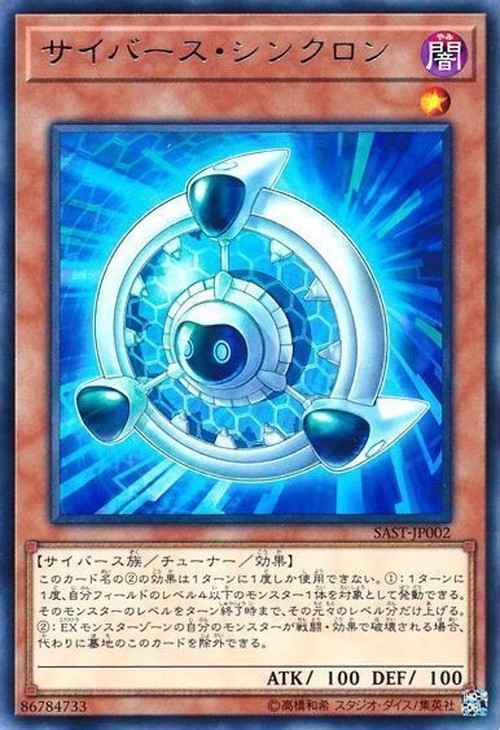 サイバース・シンクロン
闇
SAST-JP002
【サイバース族／チューナー／効果】
このカード名の②の効果は１ターンに１度しか使用できない。①：１ターンに
１度、自分フィールドのレベル４以下のモンスター１体を対象として発動できる。
そのモンスターのレベルをターン終了時まで、その元々のレベル分だけ上げる。
②：EXモンスターゾーンの自分のモンスターが戦闘・効果で破壊される場合、
代わりに墓地のこのカードを除外できる。
ATK/ 100 DEF/ 100
86784733
©高橋和希 スタジオ・ダイス/集英社